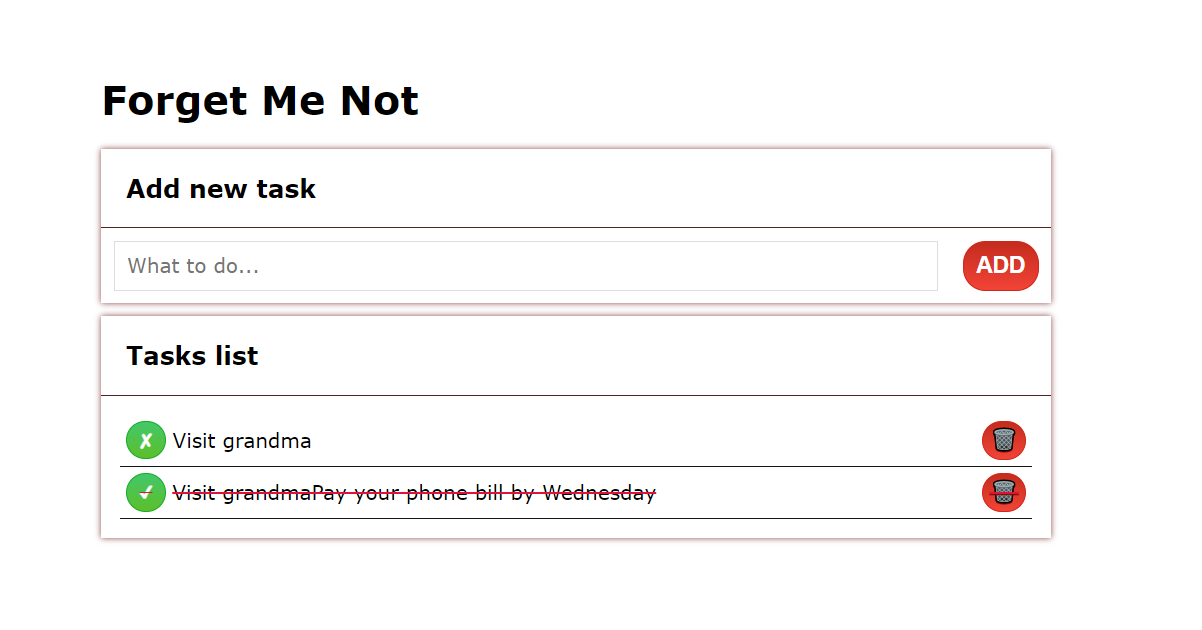 Forget Me Not
Add new task
What to do...
ADD
Tasks list
✗ Visit grandma
✓ Visit grandmaPay your phone bill by Wednesday